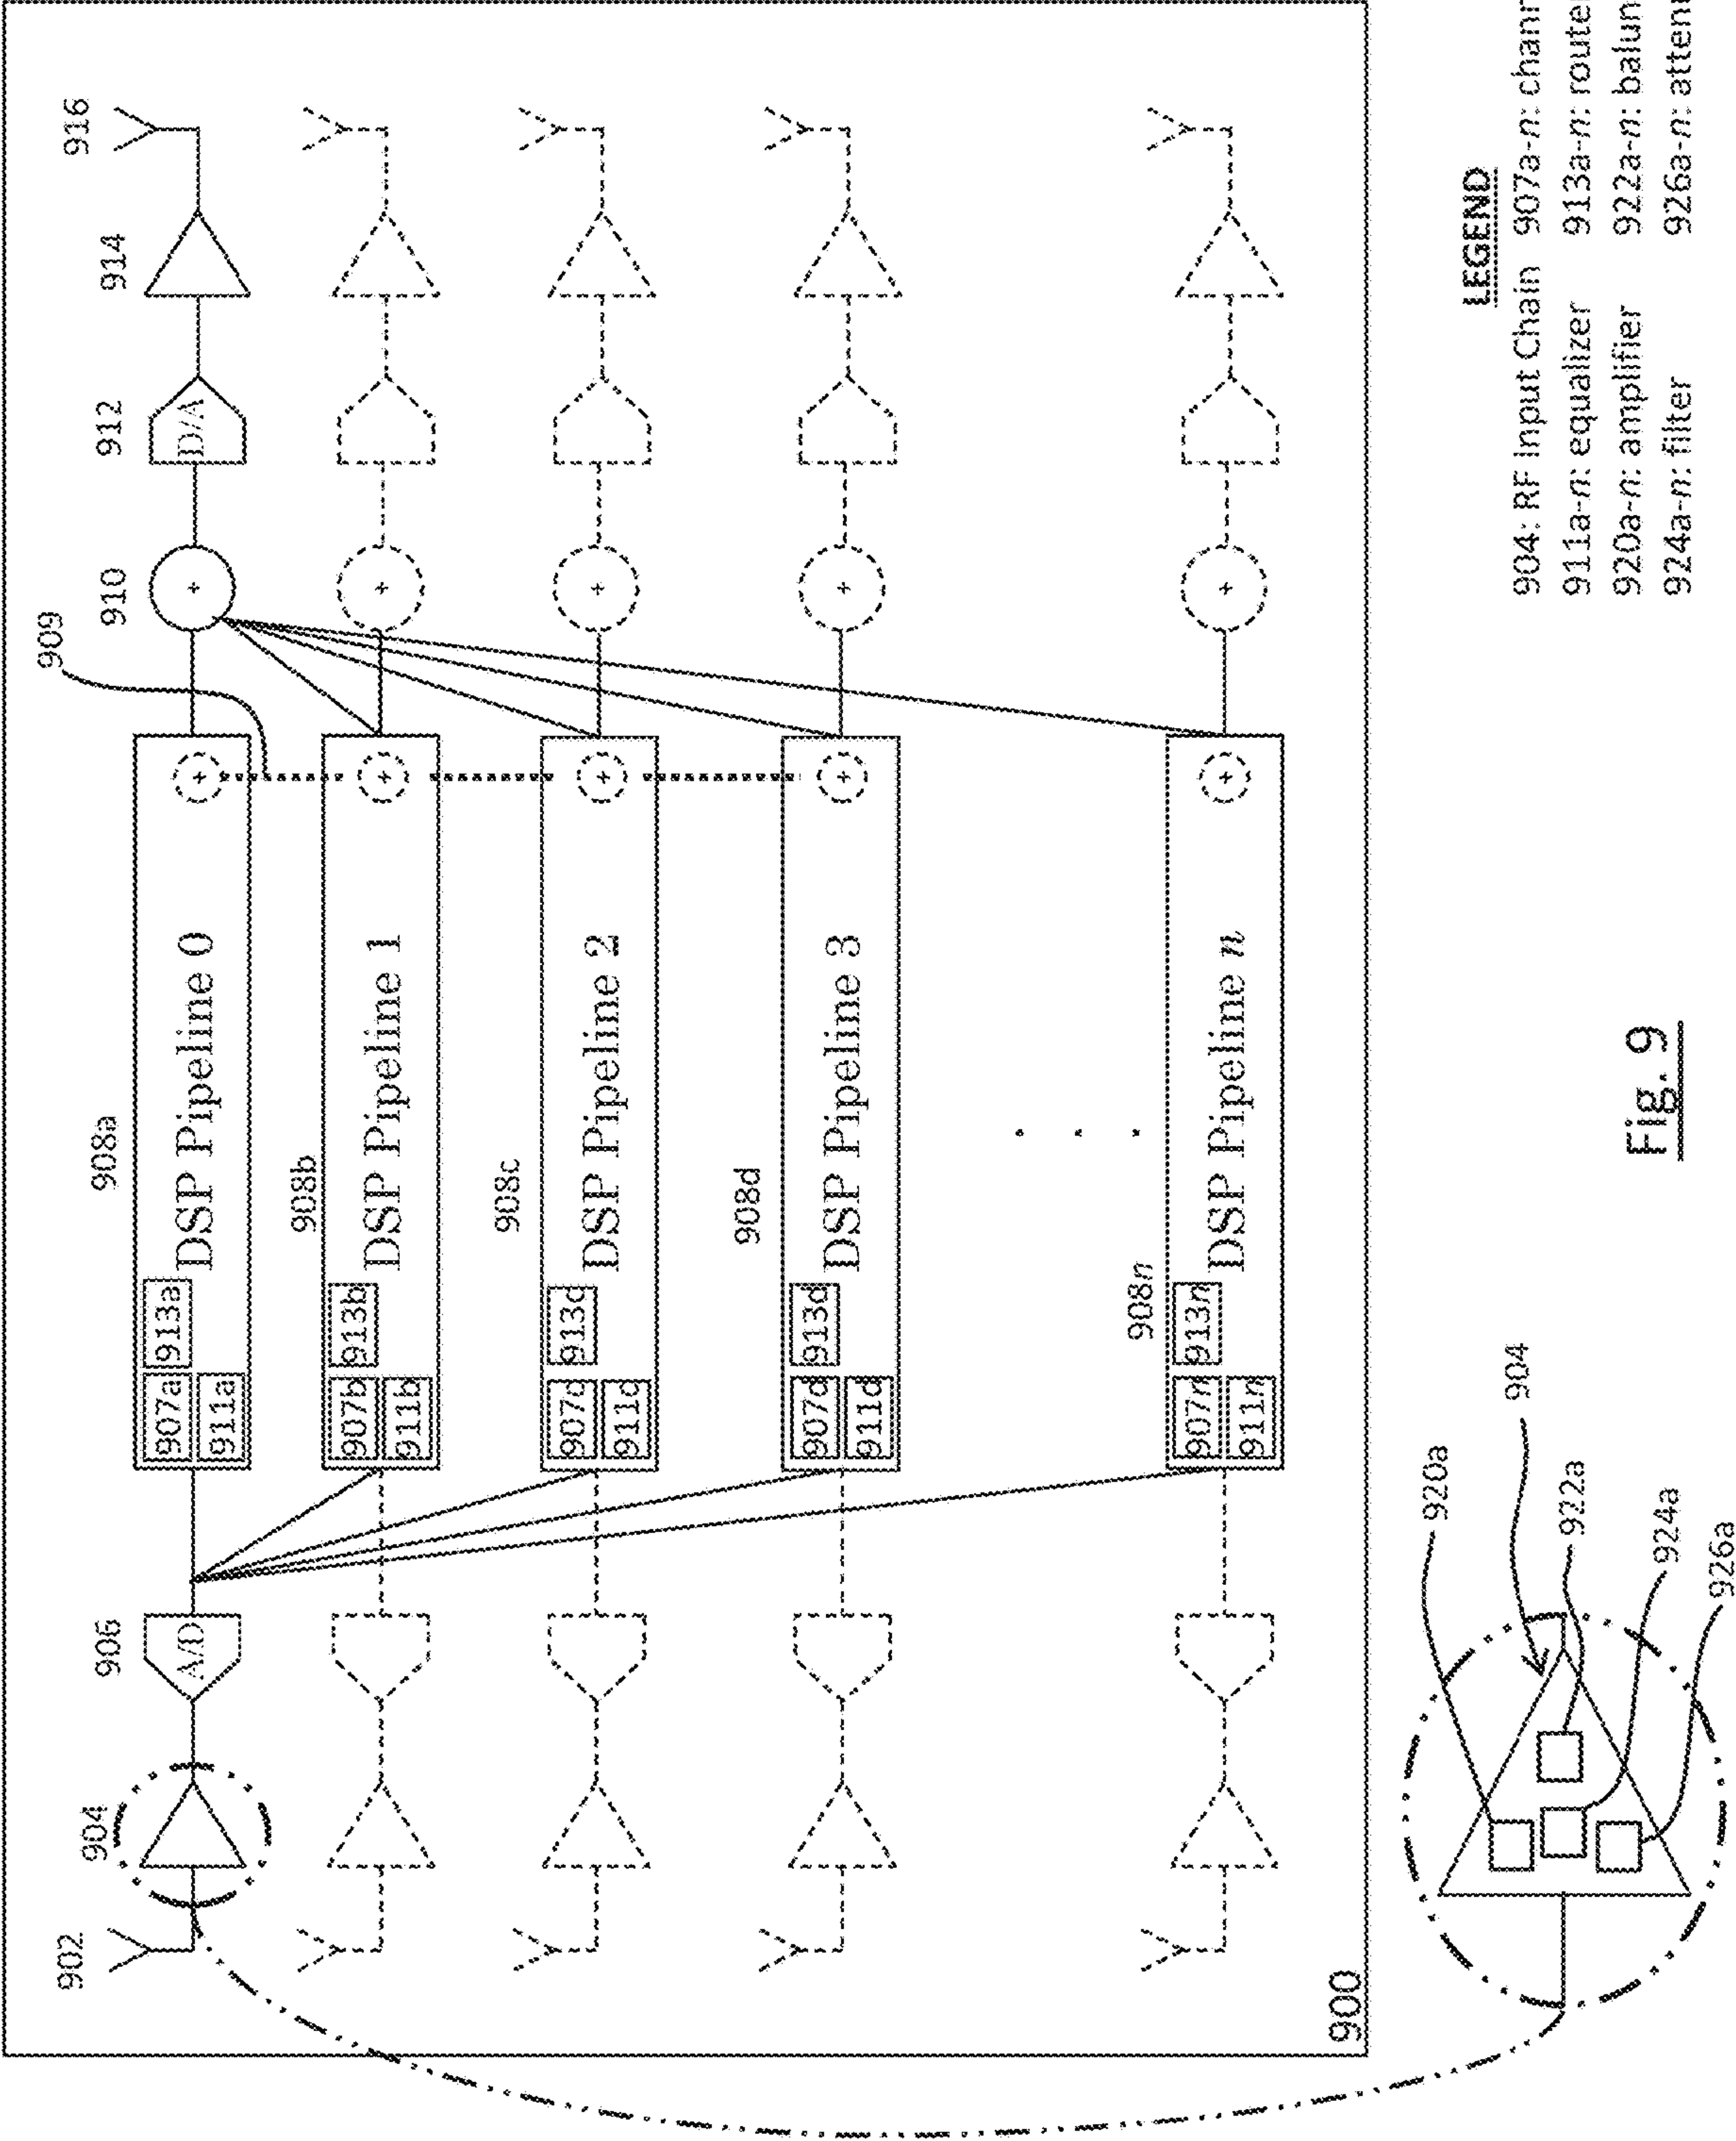 909
902
904
906
908a
910
912
914
916
907a
913a
911a
A/D
DSP Pipeline 0
+
+
D/A
908b
907b
913b
911b
DSP Pipeline 1
+
+
908c
907c
913c
911c
DSP Pipeline 2
+
+
908d
907d
913d
911d
DSP Pipeline 3
+
+
. . .
908n
907n
913n
911n
DSP Pipeline n
+
+
900
920a
904
922a
924a
926a
Fig. 9
LEGEND
904: RF Input Chain 907a-n: chann
911a-n: equalizer 913a-n: route
920a-n: amplifier 922a-n: balun
924a-n: filter 926a-n: atten